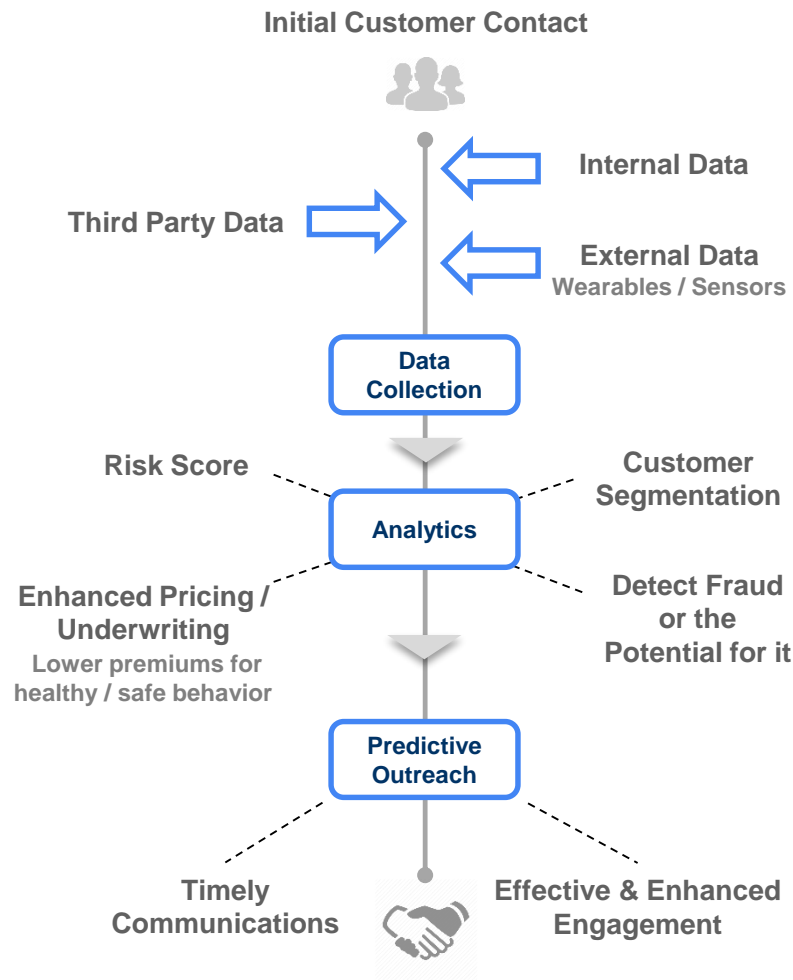 Initial Customer Contact
Internal Data
Third Party Data
External Data
Wearables / Sensors
Data
Collection
Risk Score
Customer
Segmentation
Analytics
Enhanced Pricing /
Underwriting
Lower premiums for
healthy / safe behavior
Detect Fraud
or the
Potential for it
Predictive
Outreach
Timely
Communications
Effective & Enhanced
Engagement